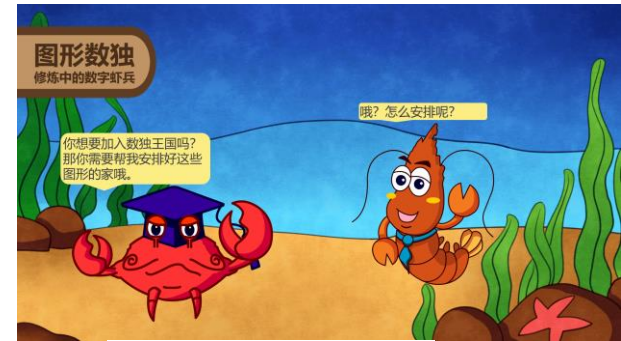 图形数独
修炼中的数字虾兵
哦？怎么安排呢？
你想要加入数独王国吗？
那你需要帮我安排好这些
图形的家哦。